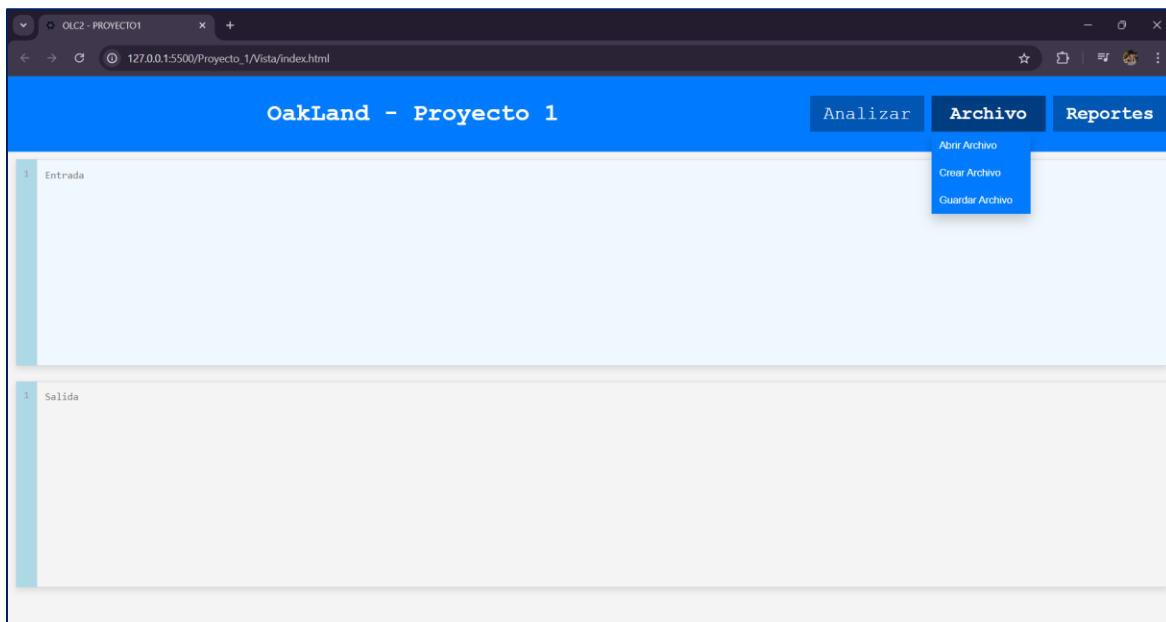 OLC2 - PROYECTO1
127.0.0.1:5500/Proyecto_1/Vista/index.html
OakLand - Proyecto 1 Analizar Archivo Reportes
Abrir Archivo
Crear Archivo
Guardar Archivo
1 Entrada
1 Salida